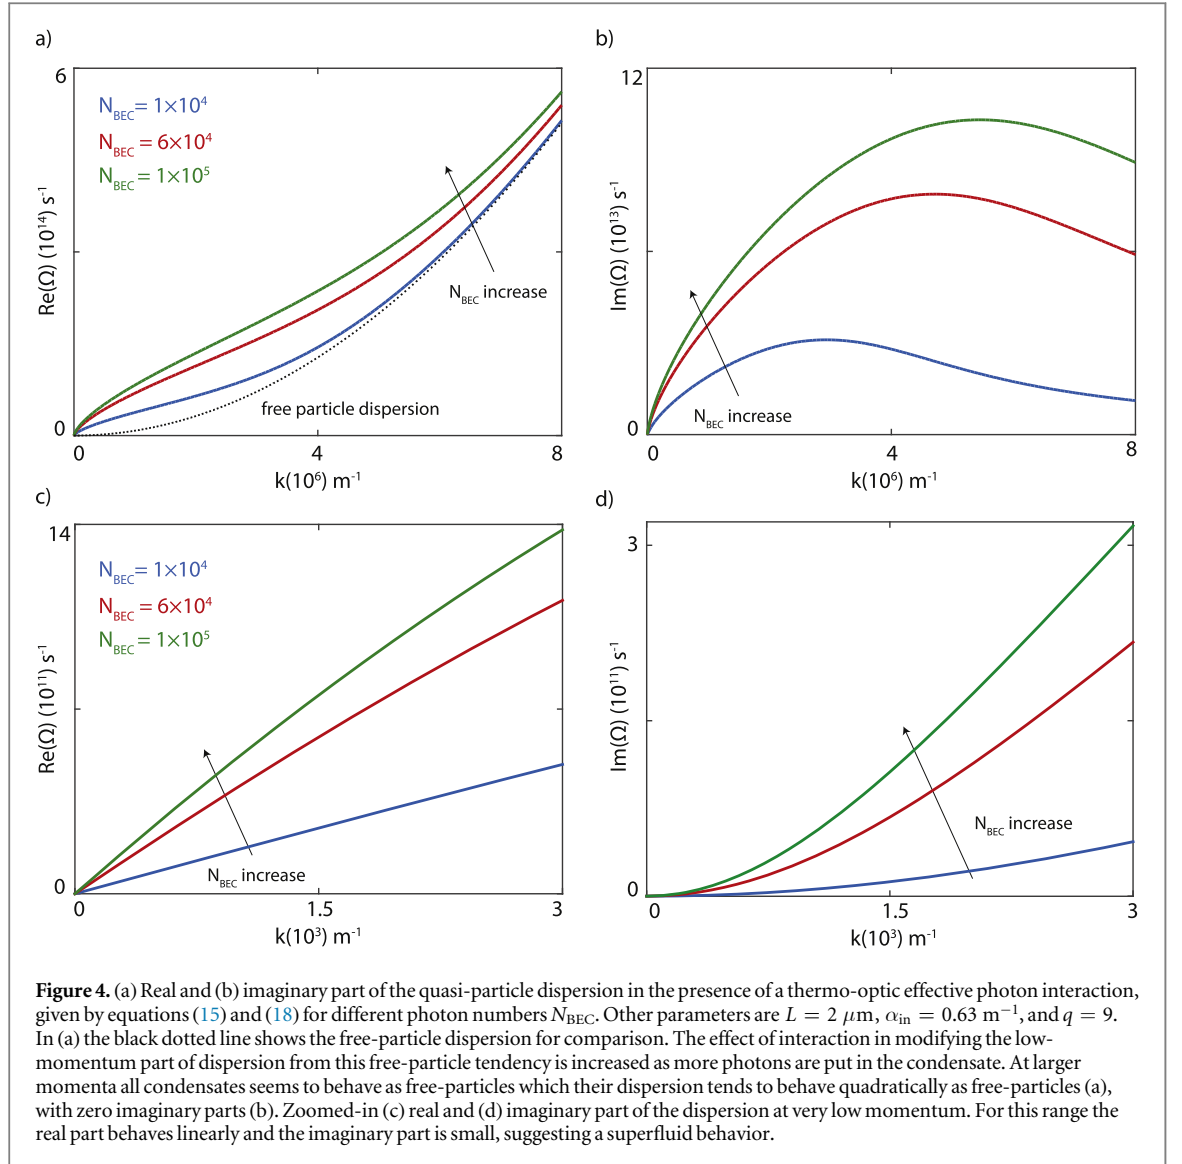 a)
6
N_BEC = 1×10⁴
N_BEC = 6×10⁴
N_BEC = 1×10⁵
Re(Ω) (10¹⁴) s⁻¹
N_BEC increase
free particle dispersion
0
0
4
8
k(10⁶) m⁻¹
b)
12
Im(Ω) (10¹³) s⁻¹
N_BEC increase
0
0
4
8
k(10⁶) m⁻¹
c)
14
N_BEC = 1×10⁴
N_BEC = 6×10⁴
N_BEC = 1×10⁵
Re(Ω) (10¹¹) s⁻¹
N_BEC increase
0
0
1.5
3
k(10³) m⁻¹
d)
3
Im(Ω) (10¹¹) s⁻¹
N_BEC increase
0
0
1.5
3
k(10³) m⁻¹
Figure 4. (a) Real and (b) imaginary part of the quasi-particle dispersion in the presence of a thermo-optic effective photon interaction,
given by equations (15) and (18) for different photon numbers N_BEC. Other parameters are L = 2 μm, α_in = 0.63 m⁻¹, and q = 9.
In (a) the black dotted line shows the free-particle dispersion for comparison. The effect of interaction in modifying the low-
momentum part of dispersion from this free-particle tendency is increased as more photons are put in the condensate. At larger
momenta all condensates seems to behave as free-particles which their dispersion tends to behave quadratically as free-particles (a),
with zero imaginary parts (b). Zoomed-in (c) real and (d) imaginary part of the dispersion at very low momentum. For this range the
real part behaves linearly and the imaginary part is small, suggesting a superfluid behavior.